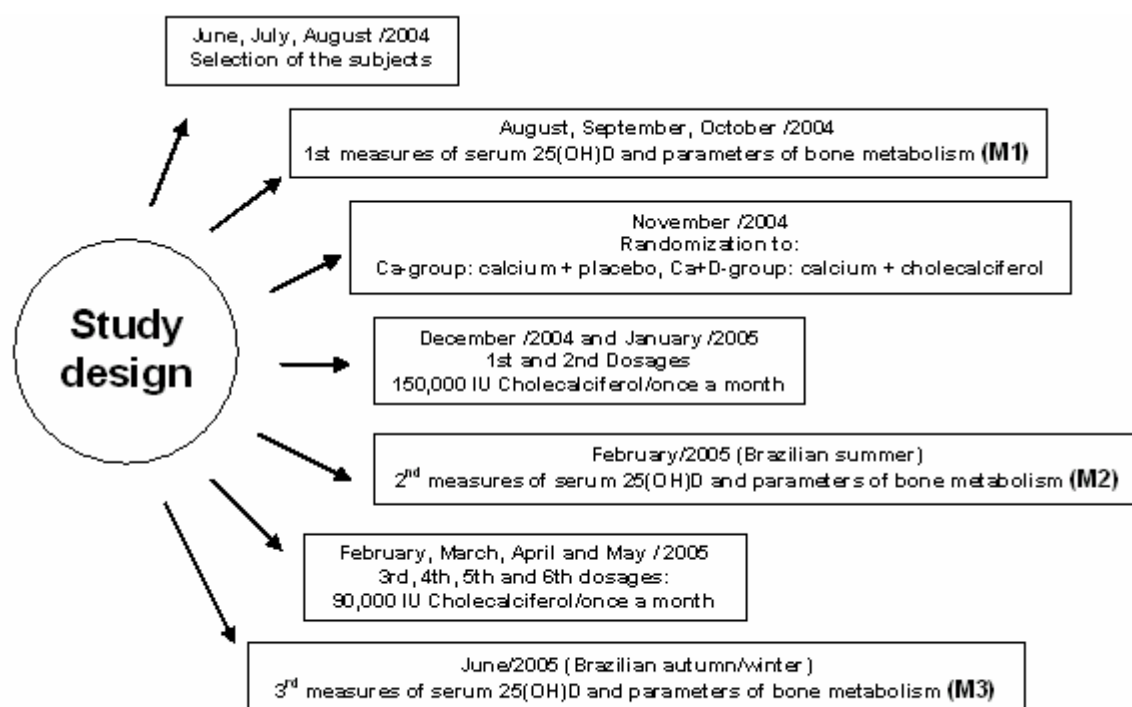 June, July, August /2004
Selection of the subjects
August, September, October /2004
1st measures of serum 25(OH)D and parameters of bone metabolism (M1)
November /2004
Randomization to:
Ca-group: calcium + placebo, Ca+D-group: calcium + cholecalciferol
Study
design
December /2004 and January /2005
1st and 2nd Dosages
150,000 IU Cholecalciferol/once a month
February/2005 (Brazilian summer)
2nd measures of serum 25(OH)D and parameters of bone metabolism (M2)
February, March, April and May /2005
3rd, 4th, 5th and 6th dosages:
90,000 IU Cholecalciferol/once a month
June/2005 (Brazilian autumn/winter)
3rd measures of serum 25(OH)D and parameters of bone metabolism (M3)